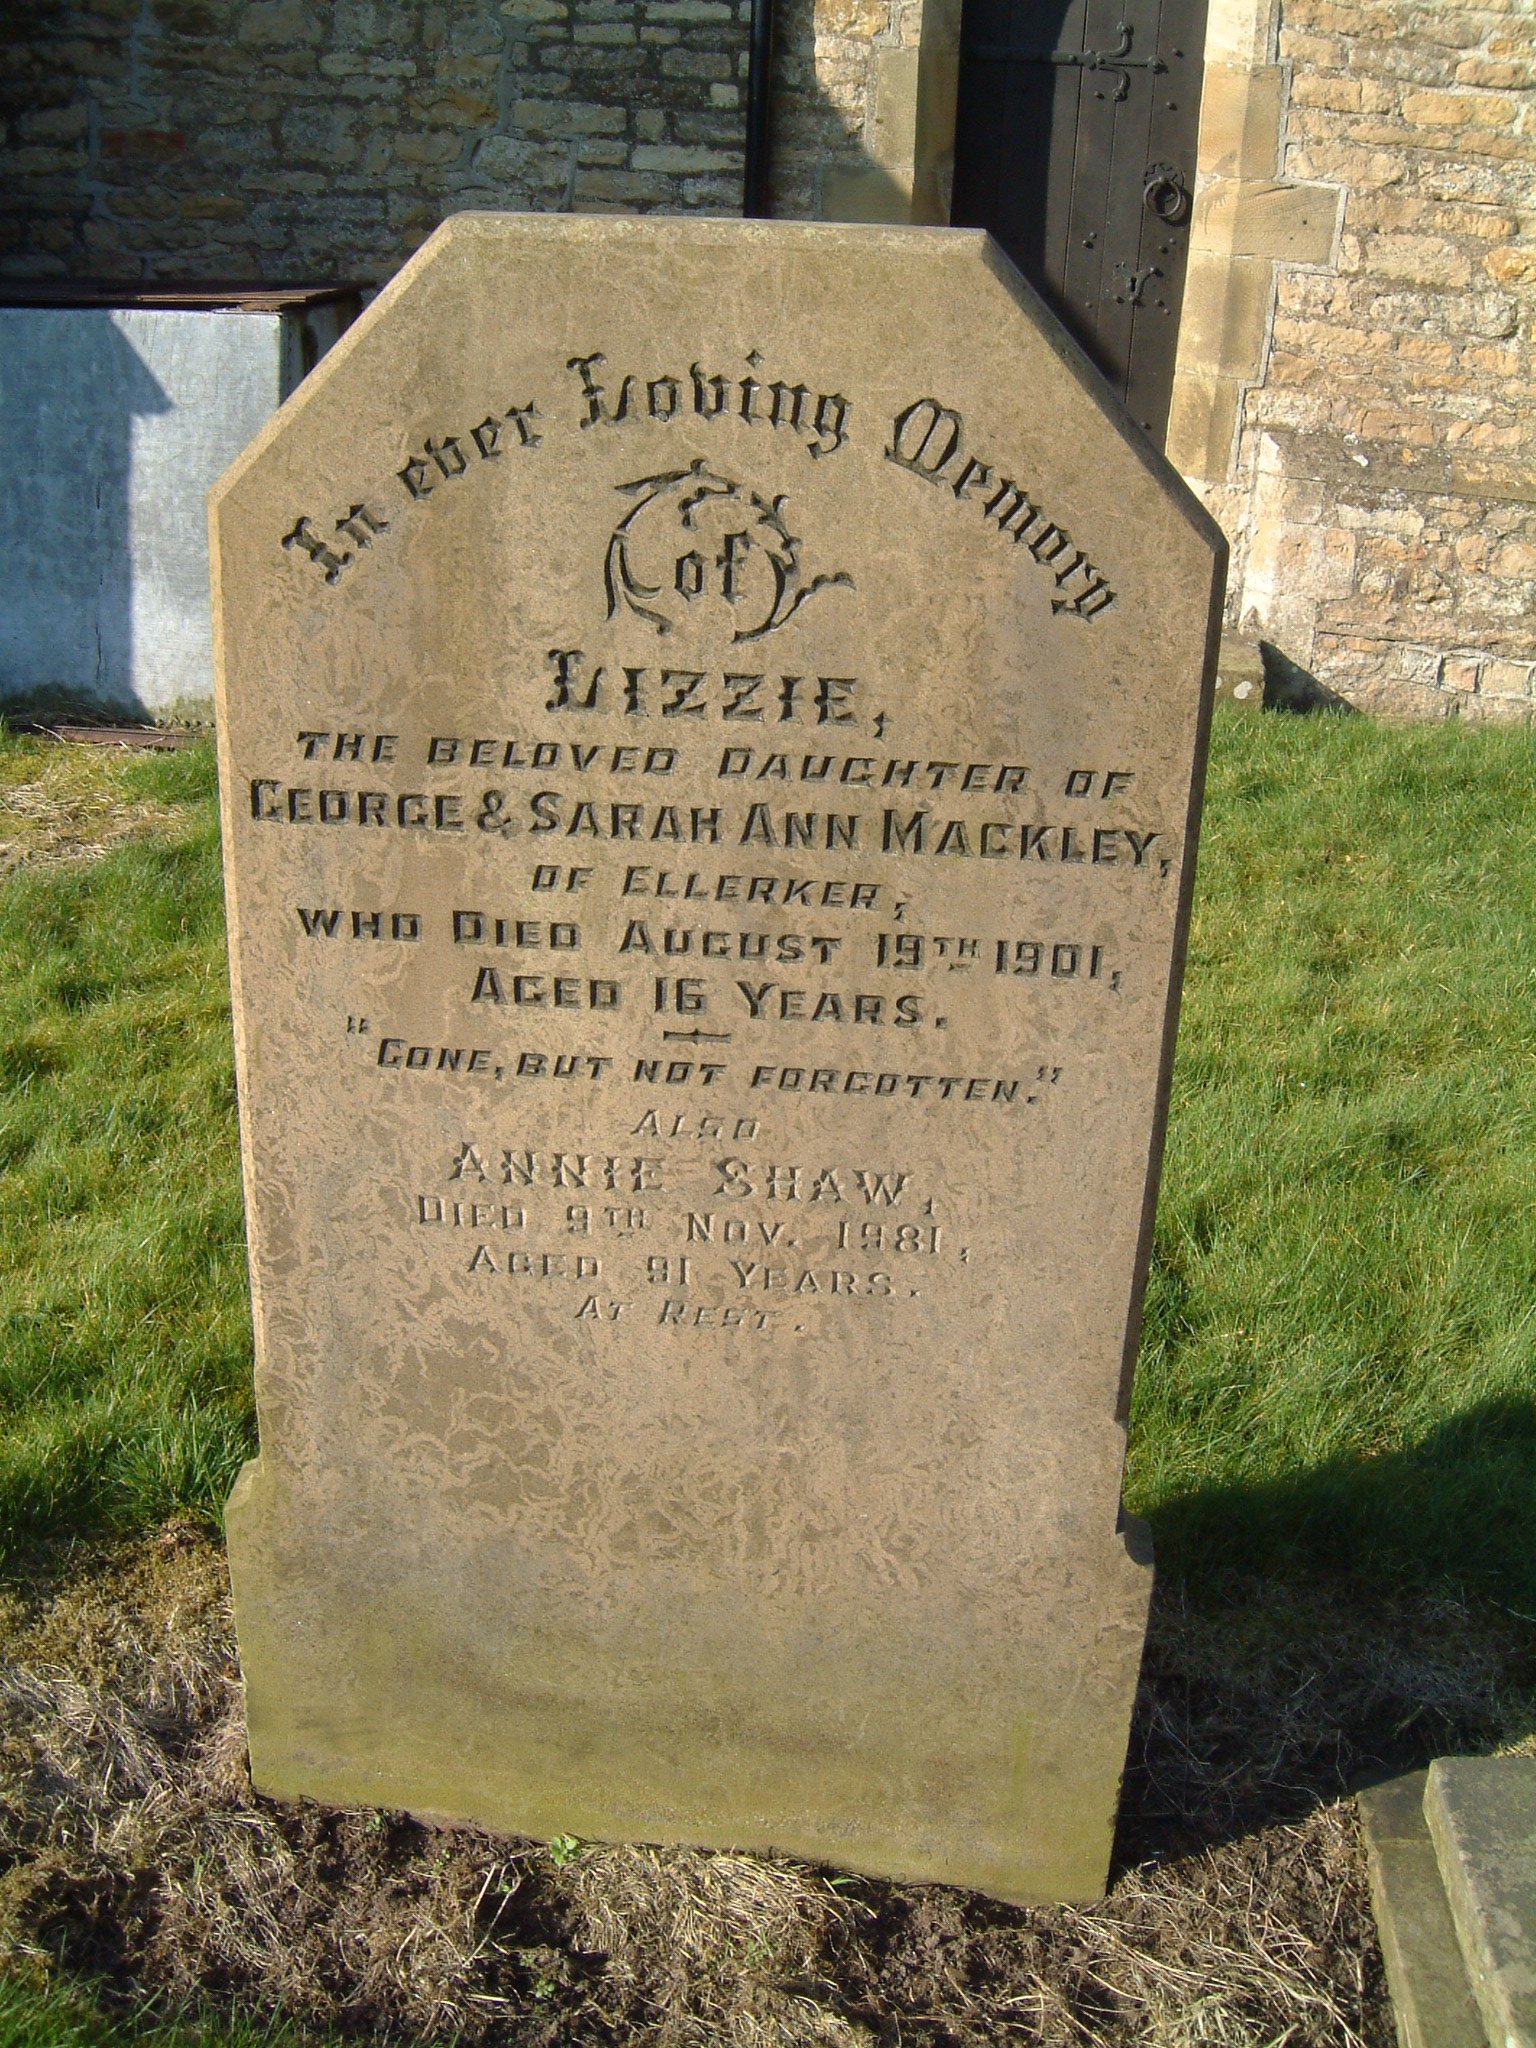 In ever Loving Memory
of
LIZZIE,
THE BELOVED DAUGHTER OF
GEORGE & SARAH ANN MACKLEY,
OF ELLERKER,
WHO DIED AUGUST 19TH 1901,
AGED 16 YEARS.
"GONE, BUT NOT FORGOTTEN."
ALSO
ANNIE SHAW,
DIED 9TH NOV. 1981,
AGED 91 YEARS.
AT REST.